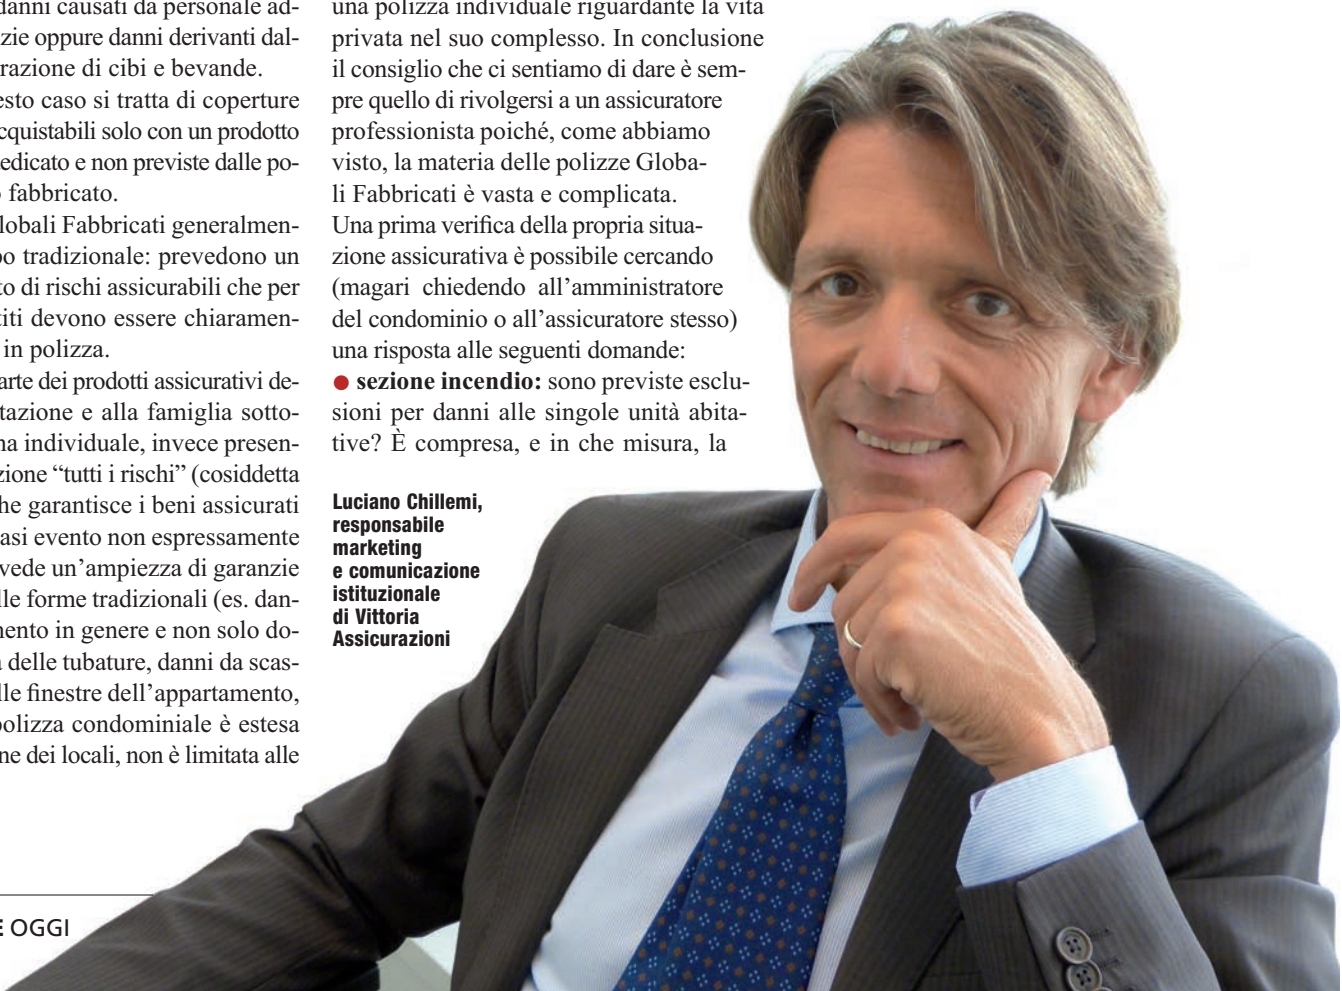 danni causati da personale ad-
zie oppure danni derivanti dal-
razione di cibi e bevande.
esto caso si tratta di coperture
cquistabili solo con un prodotto
edicato e non previste dalle po-
fabbricato.
lobali Fabbricati generalmen-
po tradizionale: prevedono un
to di rischi assicurabili che per
titi devono essere chiaramen-
in polizza.
arte dei prodotti assicurativi de-
tazione e alla famiglia sotto-
na individuale, invece presen-
zione “tutti i rischi” (cosiddetta
he garantisce i beni assicurati
asi evento non espressamente
vede un’ampiezza di garanzie
lle forme tradizionali (es. dan-
mento in genere e non solo do-
a delle tubature, danni da scas-
lle finestre dell’appartamento,
polizza condominiale è estesa
ne dei locali, non è limitata alle
una polizza individuale riguardante la vita
privata nel suo complesso. In conclusione
il consiglio che ci sentiamo di dare è sem-
pre quello di rivolgersi a un assicuratore
professionista poiché, come abbiamo
visto, la materia delle polizze Globa-
li Fabbricati è vasta e complicata.
Una prima verifica della propria situa-
zione assicurativa è possibile cercando
(magari chiedendo all’amministratore
del condominio o all’assicuratore stesso)
una risposta alle seguenti domande:
● sezione incendio: sono previste esclu-
sioni per danni alle singole unità abita-
tive? È compresa, e in che misura, la
Luciano Chillemi,
responsabile
marketing
e comunicazione
istituzionale
di Vittoria
Assicurazioni
E OGGI